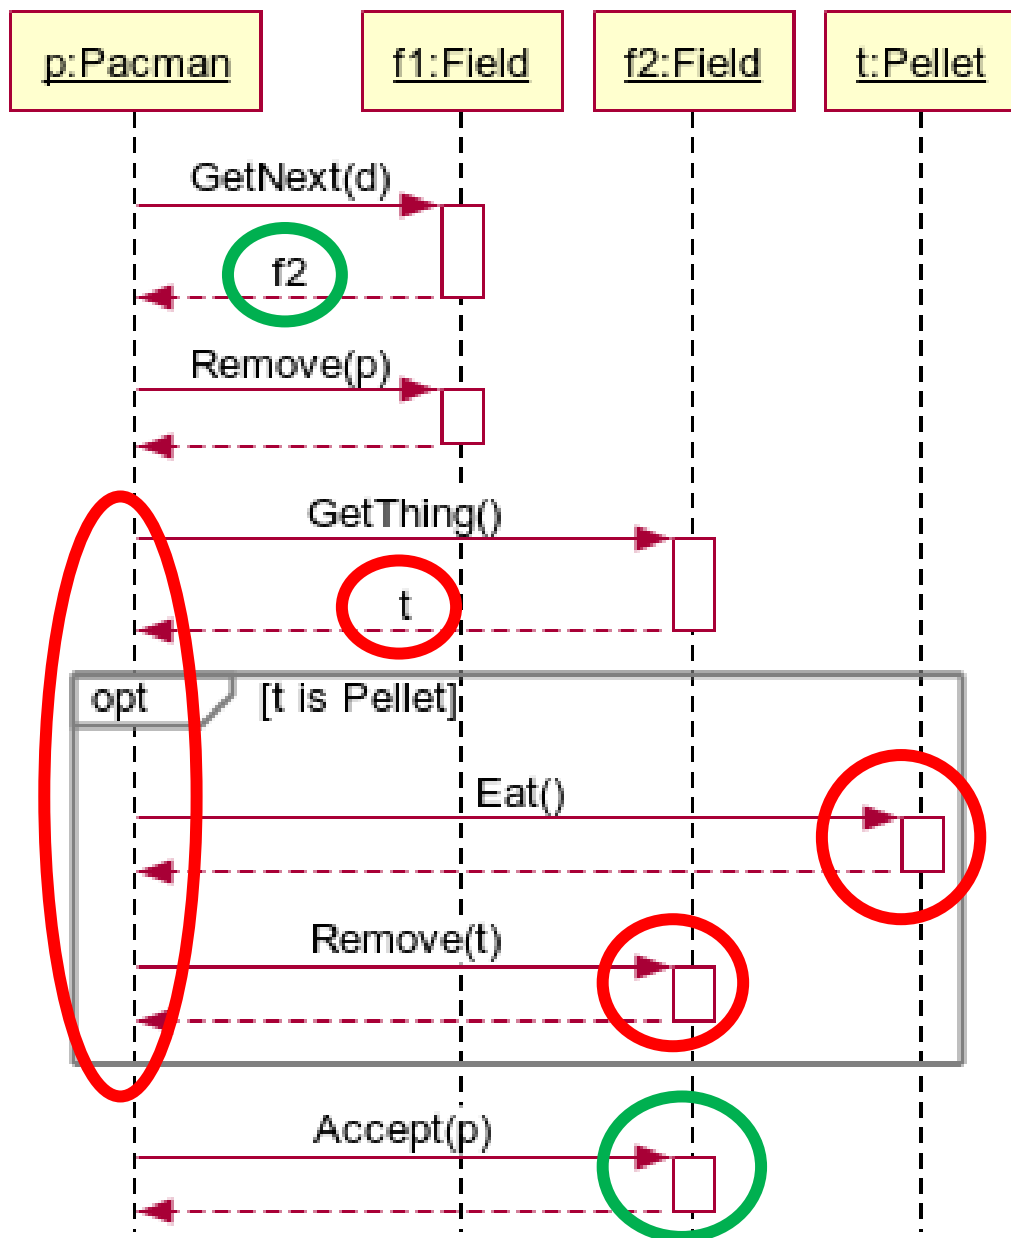 p:Pacman f1:Field f2:Field t:Pellet
GetNext(d)
f2
Remove(p)
GetThing()
t
opt [t is Pellet]
Eat()
Remove(t)
Accept(p)